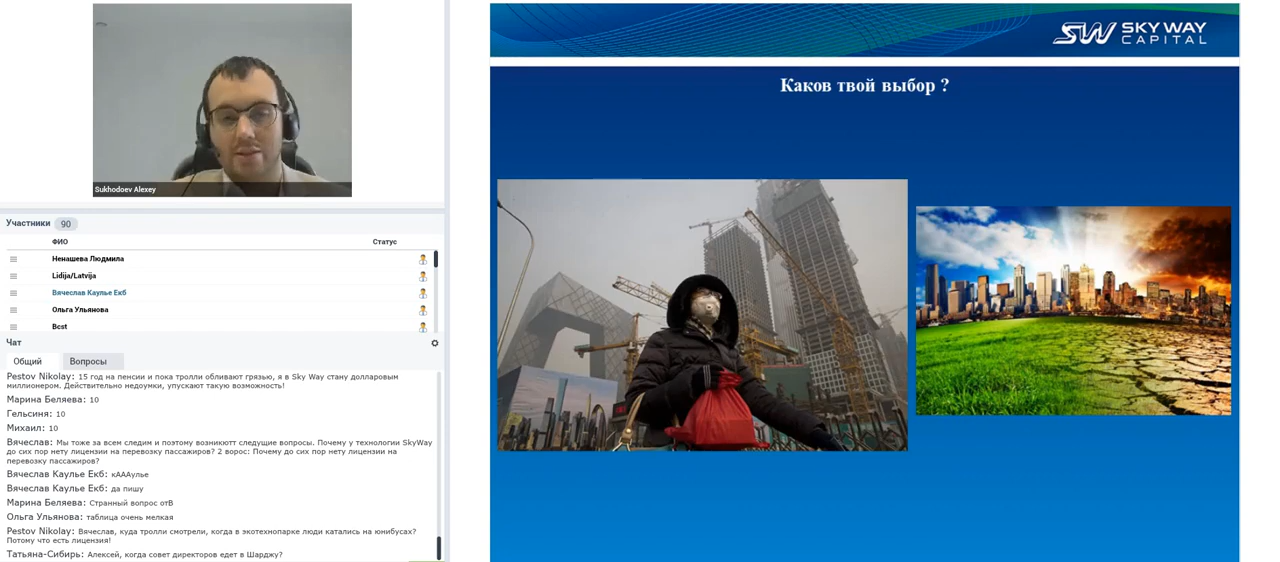 Sukhodoev Alexey
Участники 90
ФИО Статус
Ненашева Людмила
Lidija/Latvija
Вячеслав Каулье Екб
Ольга Ульянова
Bcst
Чат
Общий Вопросы
Pestov Nikolay: 15 год на пенсии и пока тролли обливают грязью, я в Sky Way стану долларовым
миллионером. Действительно недоумки, упускают такую возможность!
Марина Беляева: 10
Гельсиня: 10
Михаил: 10
Вячеслав: Мы тоже за всем следим и поэтому возникютт следущие вопросы. Почему у технологии SkyWay
до сих пор нету лицензии на перевозку пассажиров? 2 ворос: Почему до сих пор нету лицензии на
перевозку пассажиров?
Вячеслав Каулье Екб: кАААулье
Вячеслав Каулье Екб: да пишу
Марина Беляева: Странный вопрос отВ
Ольга Ульянова: таблица очень мелкая
Pestov Nikolay: Вячеслав, куда тролли смотрели, когда в экотехнопарке люди катались на юнибусах?
Потому что есть лицензия!
Татьяна-Сибирь: Алексей, когда совет директоров едет в Шарджу?
SW SKY WAY
CAPITAL
Каков твой выбор ?